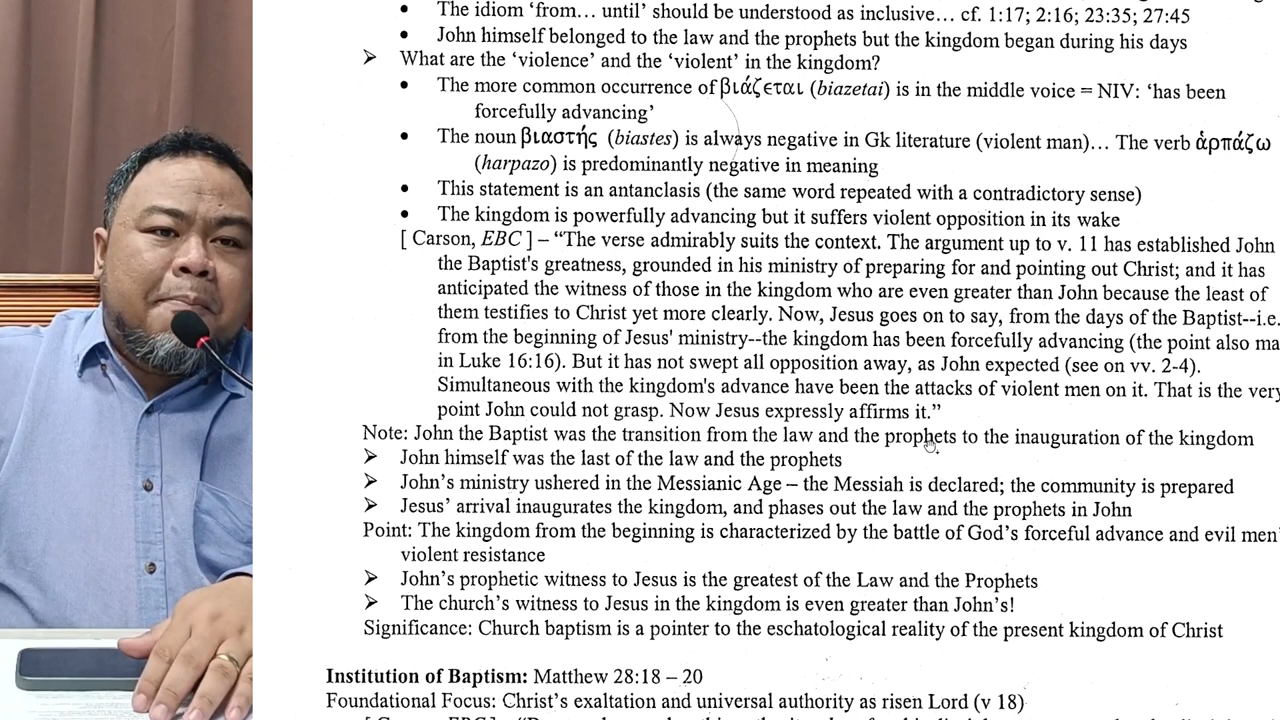 • The idiom ‘from… until’ should be understood as inclusive… cf. 1:17; 2:16; 23:35; 27:45
• John himself belonged to the law and the prophets but the kingdom began during his days
➤ What are the ‘violence’ and the ‘violent’ in the kingdom?
• The more common occurrence of βιάζεται (biazetai) is in the middle voice = NIV: ‘has been
forcefully advancing’
• The noun βιαστής (biastes) is always negative in Gk literature (violent man)… The verb ἁρπάζω
(harpazo) is predominantly negative in meaning
• This statement is an antanclasis (the same word repeated with a contradictory sense)
• The kingdom is powerfully advancing but it suffers violent opposition in its wake
[ Carson, EBC ] – “The verse admirably suits the context. The argument up to v. 11 has established John
the Baptist's greatness, grounded in his ministry of preparing for and pointing out Christ; and it has
anticipated the witness of those in the kingdom who are even greater than John because the least of
them testifies to Christ yet more clearly. Now, Jesus goes on to say, from the days of the Baptist--i.e.
from the beginning of Jesus' ministry--the kingdom has been forcefully advancing (the point also ma
in Luke 16:16). But it has not swept all opposition away, as John expected (see on vv. 2-4).
Simultaneous with the kingdom's advance have been the attacks of violent men on it. That is the very
point John could not grasp. Now Jesus expressly affirms it.”
Note: John the Baptist was the transition from the law and the prophets to the inauguration of the kingdom
➤ John himself was the last of the law and the prophets
➤ John’s ministry ushered in the Messianic Age – the Messiah is declared; the community is prepared
➤ Jesus’ arrival inaugurates the kingdom, and phases out the law and the prophets in John
Point: The kingdom from the beginning is characterized by the battle of God’s forceful advance and evil men’
violent resistance
➤ John’s prophetic witness to Jesus is the greatest of the Law and the Prophets
➤ The church’s witness to Jesus in the kingdom is even greater than John’s!
Significance: Church baptism is a pointer to the eschatological reality of the present kingdom of Christ
Institution of Baptism: Matthew 28:18 – 20
Foundational Focus: Christ’s exaltation and universal authority as risen Lord (v 18)